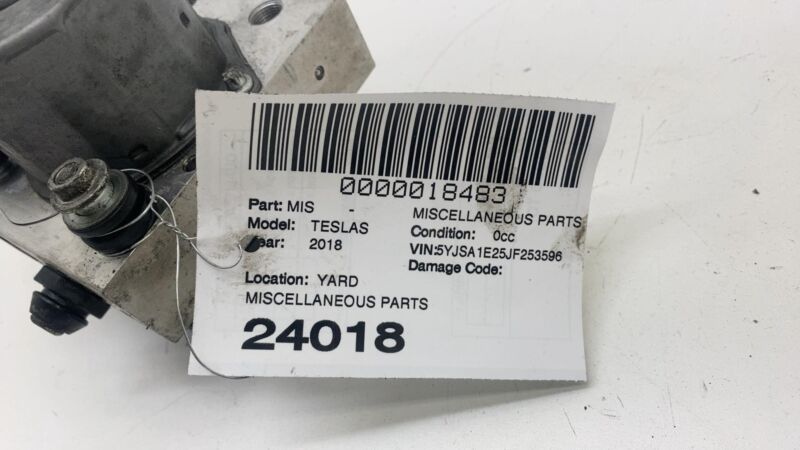 0000018483
Part: MIS - MISCELLANEOUS PARTS
Model: TESLAS Condition: 0cc
Year: 2018 VIN:5YJSA1E25JF253596
Damage Code:
Location: YARD
MISCELLANEOUS PARTS
24018